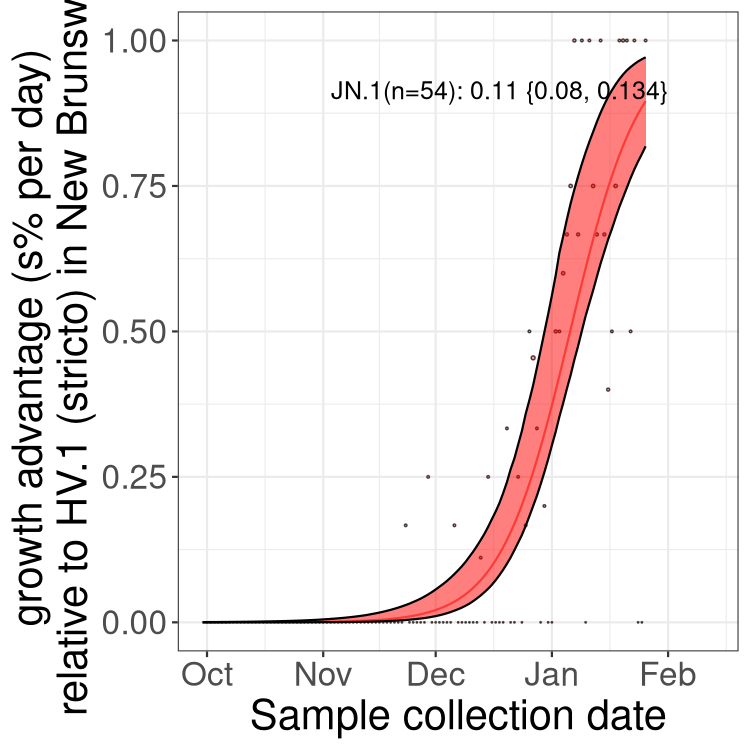 growth advantage (s% per day)
relative to HV.1 (stricto) in New Brunsw
1.00
0.75
0.50
0.25
0.00
JN.1(n=54): 0.11 {0.08, 0.134}
Oct Nov Dec Jan Feb
Sample collection date